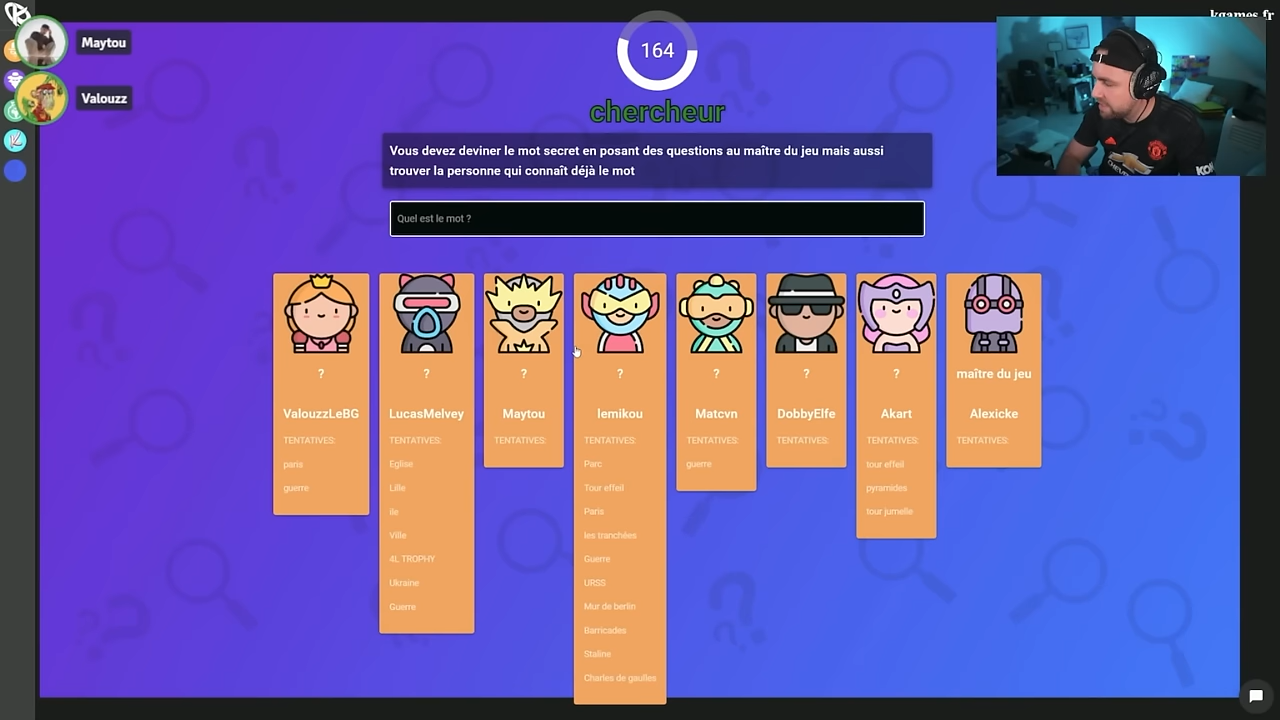 kgames.fr
Maytou
Valouzz
164
chercheur
Vous devez deviner le mot secret en posant des questions au maître du jeu mais aussi
trouver la personne qui connaît déjà le mot
Quel est le mot ?
?
ValouzzLeBG
TENTATIVES:
paris
guerre
?
LucasMelvey
TENTATIVES:
Eglise
Lille
ile
Ville
4L TROPHY
Ukraine
Guerre
?
Maytou
TENTATIVES:
?
lemikou
TENTATIVES:
Parc
Tour effeil
Paris
les tranchées
Guerre
URSS
Mur de berlin
Barricades
Staline
Charles de gaulles
?
Matcvn
TENTATIVES:
guerre
?
DobbyElfe
TENTATIVES:
?
Akart
TENTATIVES:
tour effeil
pyramides
tour jumelle
maître du jeu
Alexicke
TENTATIVES: